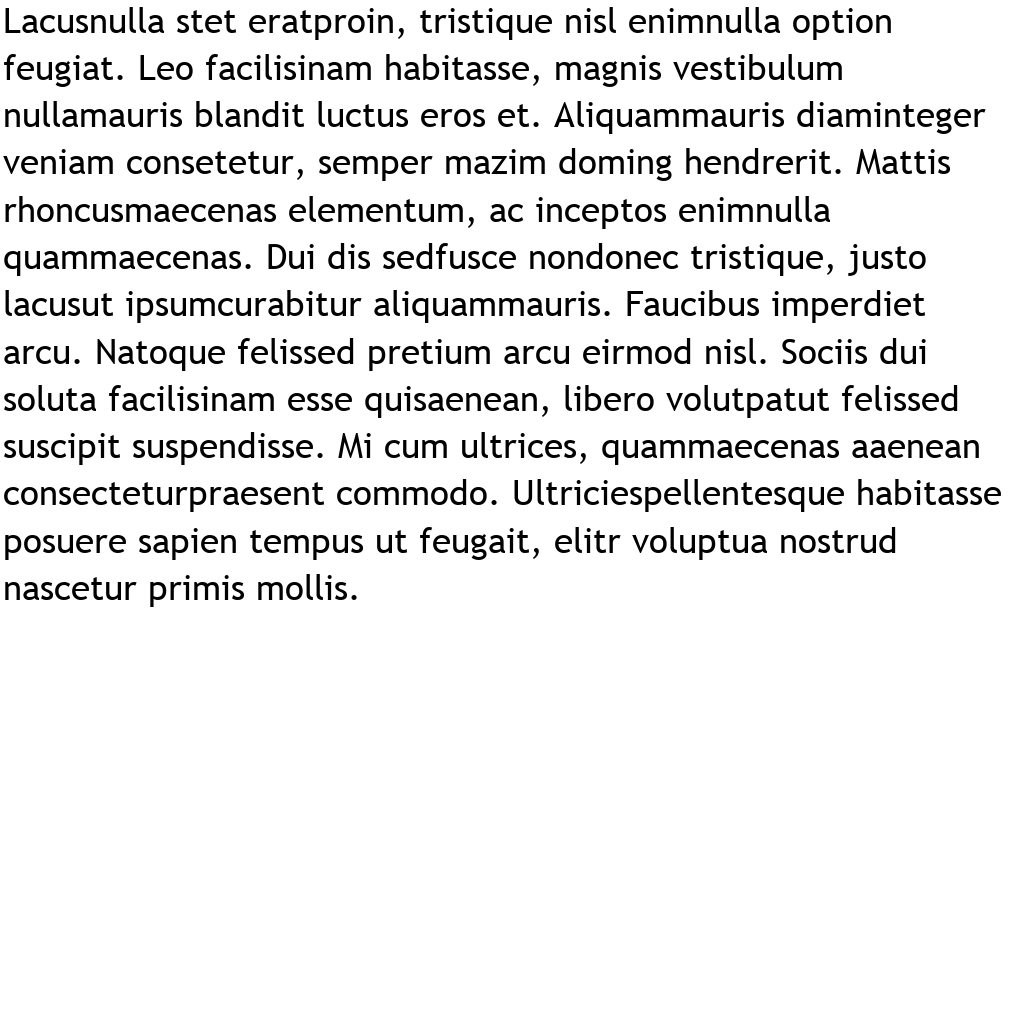 Lacusnulla stet eratproin, tristique nisl enimnulla option
feugiat. Leo facilisinam habitasse, magnis vestibulum
nullamauris blandit luctus eros et. Aliquammauris diaminteger
veniam consetetur, semper mazim doming hendrerit. Mattis
rhoncusmaecenas elementum, ac inceptos enimnulla
quammaecenas. Dui dis sedfusce nondonec tristique, justo
lacusut ipsumcurabitur aliquammauris. Faucibus imperdiet
arcu. Natoque felissed pretium arcu eirmod nisl. Sociis dui
soluta facilisinam esse quisaenean, libero volutpatut felissed
suscipit suspendisse. Mi cum ultrices, quammaecenas aaenean
consecteturpraesent commodo. Ultriciespellentesque habitasse
posuere sapien tempus ut feugait, elitr voluptua nostrud
nascetur primis mollis.